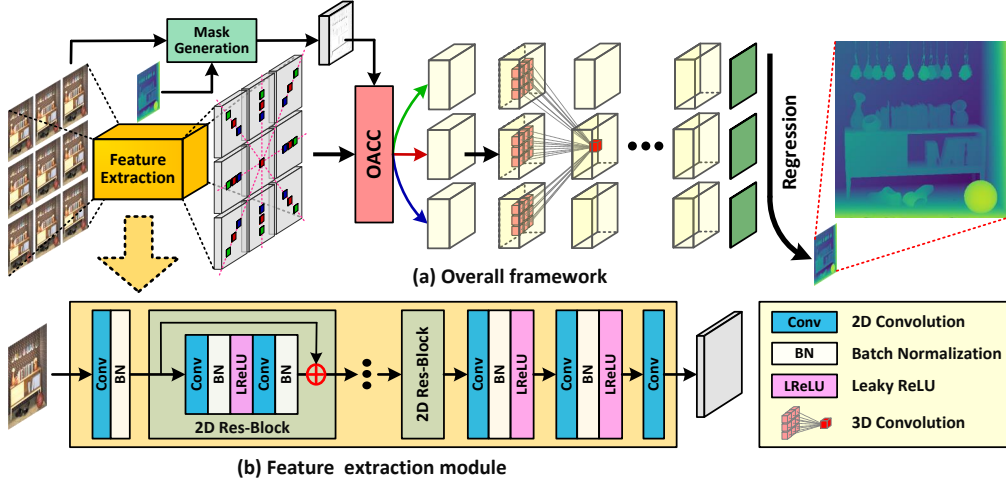 Mask
Generation
Feature
Extraction
OACC
Regression
(a) Overall framework
Conv
BN
Conv
BN
LReLU
Conv
BN
2D Res-Block
2D Res-Block
Conv
BN
LReLU
Conv
BN
LReLU
Conv
(b) Feature extraction module
Conv 2D Convolution
BN Batch Normalization
LReLU Leaky ReLU
3D Convolution